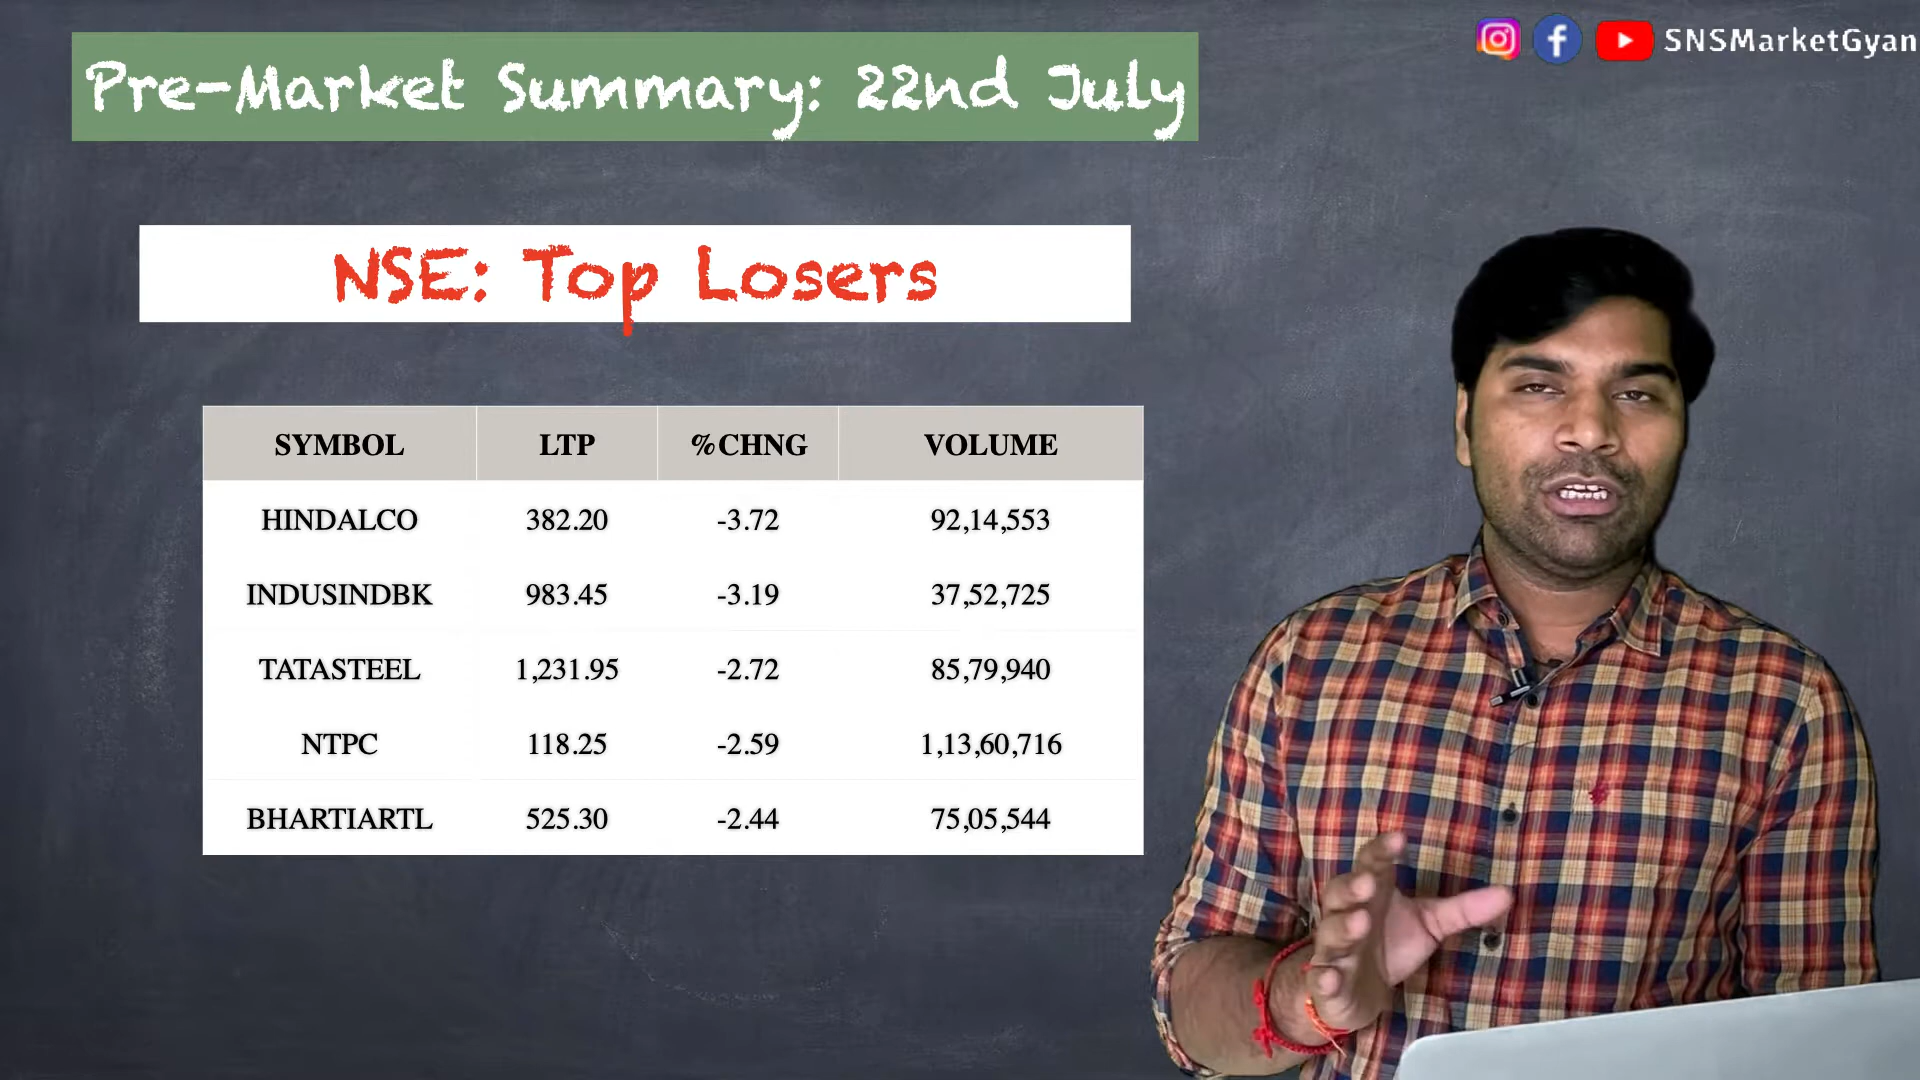 Pre-Market Summary: 22nd July
SNSMarketGyan
NSE: Top Losers
SYMBOL LTP %CHNG VOLUME
HINDALCO 382.20 -3.72 92,14,553
INDUSINDBK 983.45 -3.19 37,52,725
TATASTEEL 1,231.95 -2.72 85,79,940
NTPC 118.25 -2.59 1,13,60,716
BHARTIARTL 525.30 -2.44 75,05,544